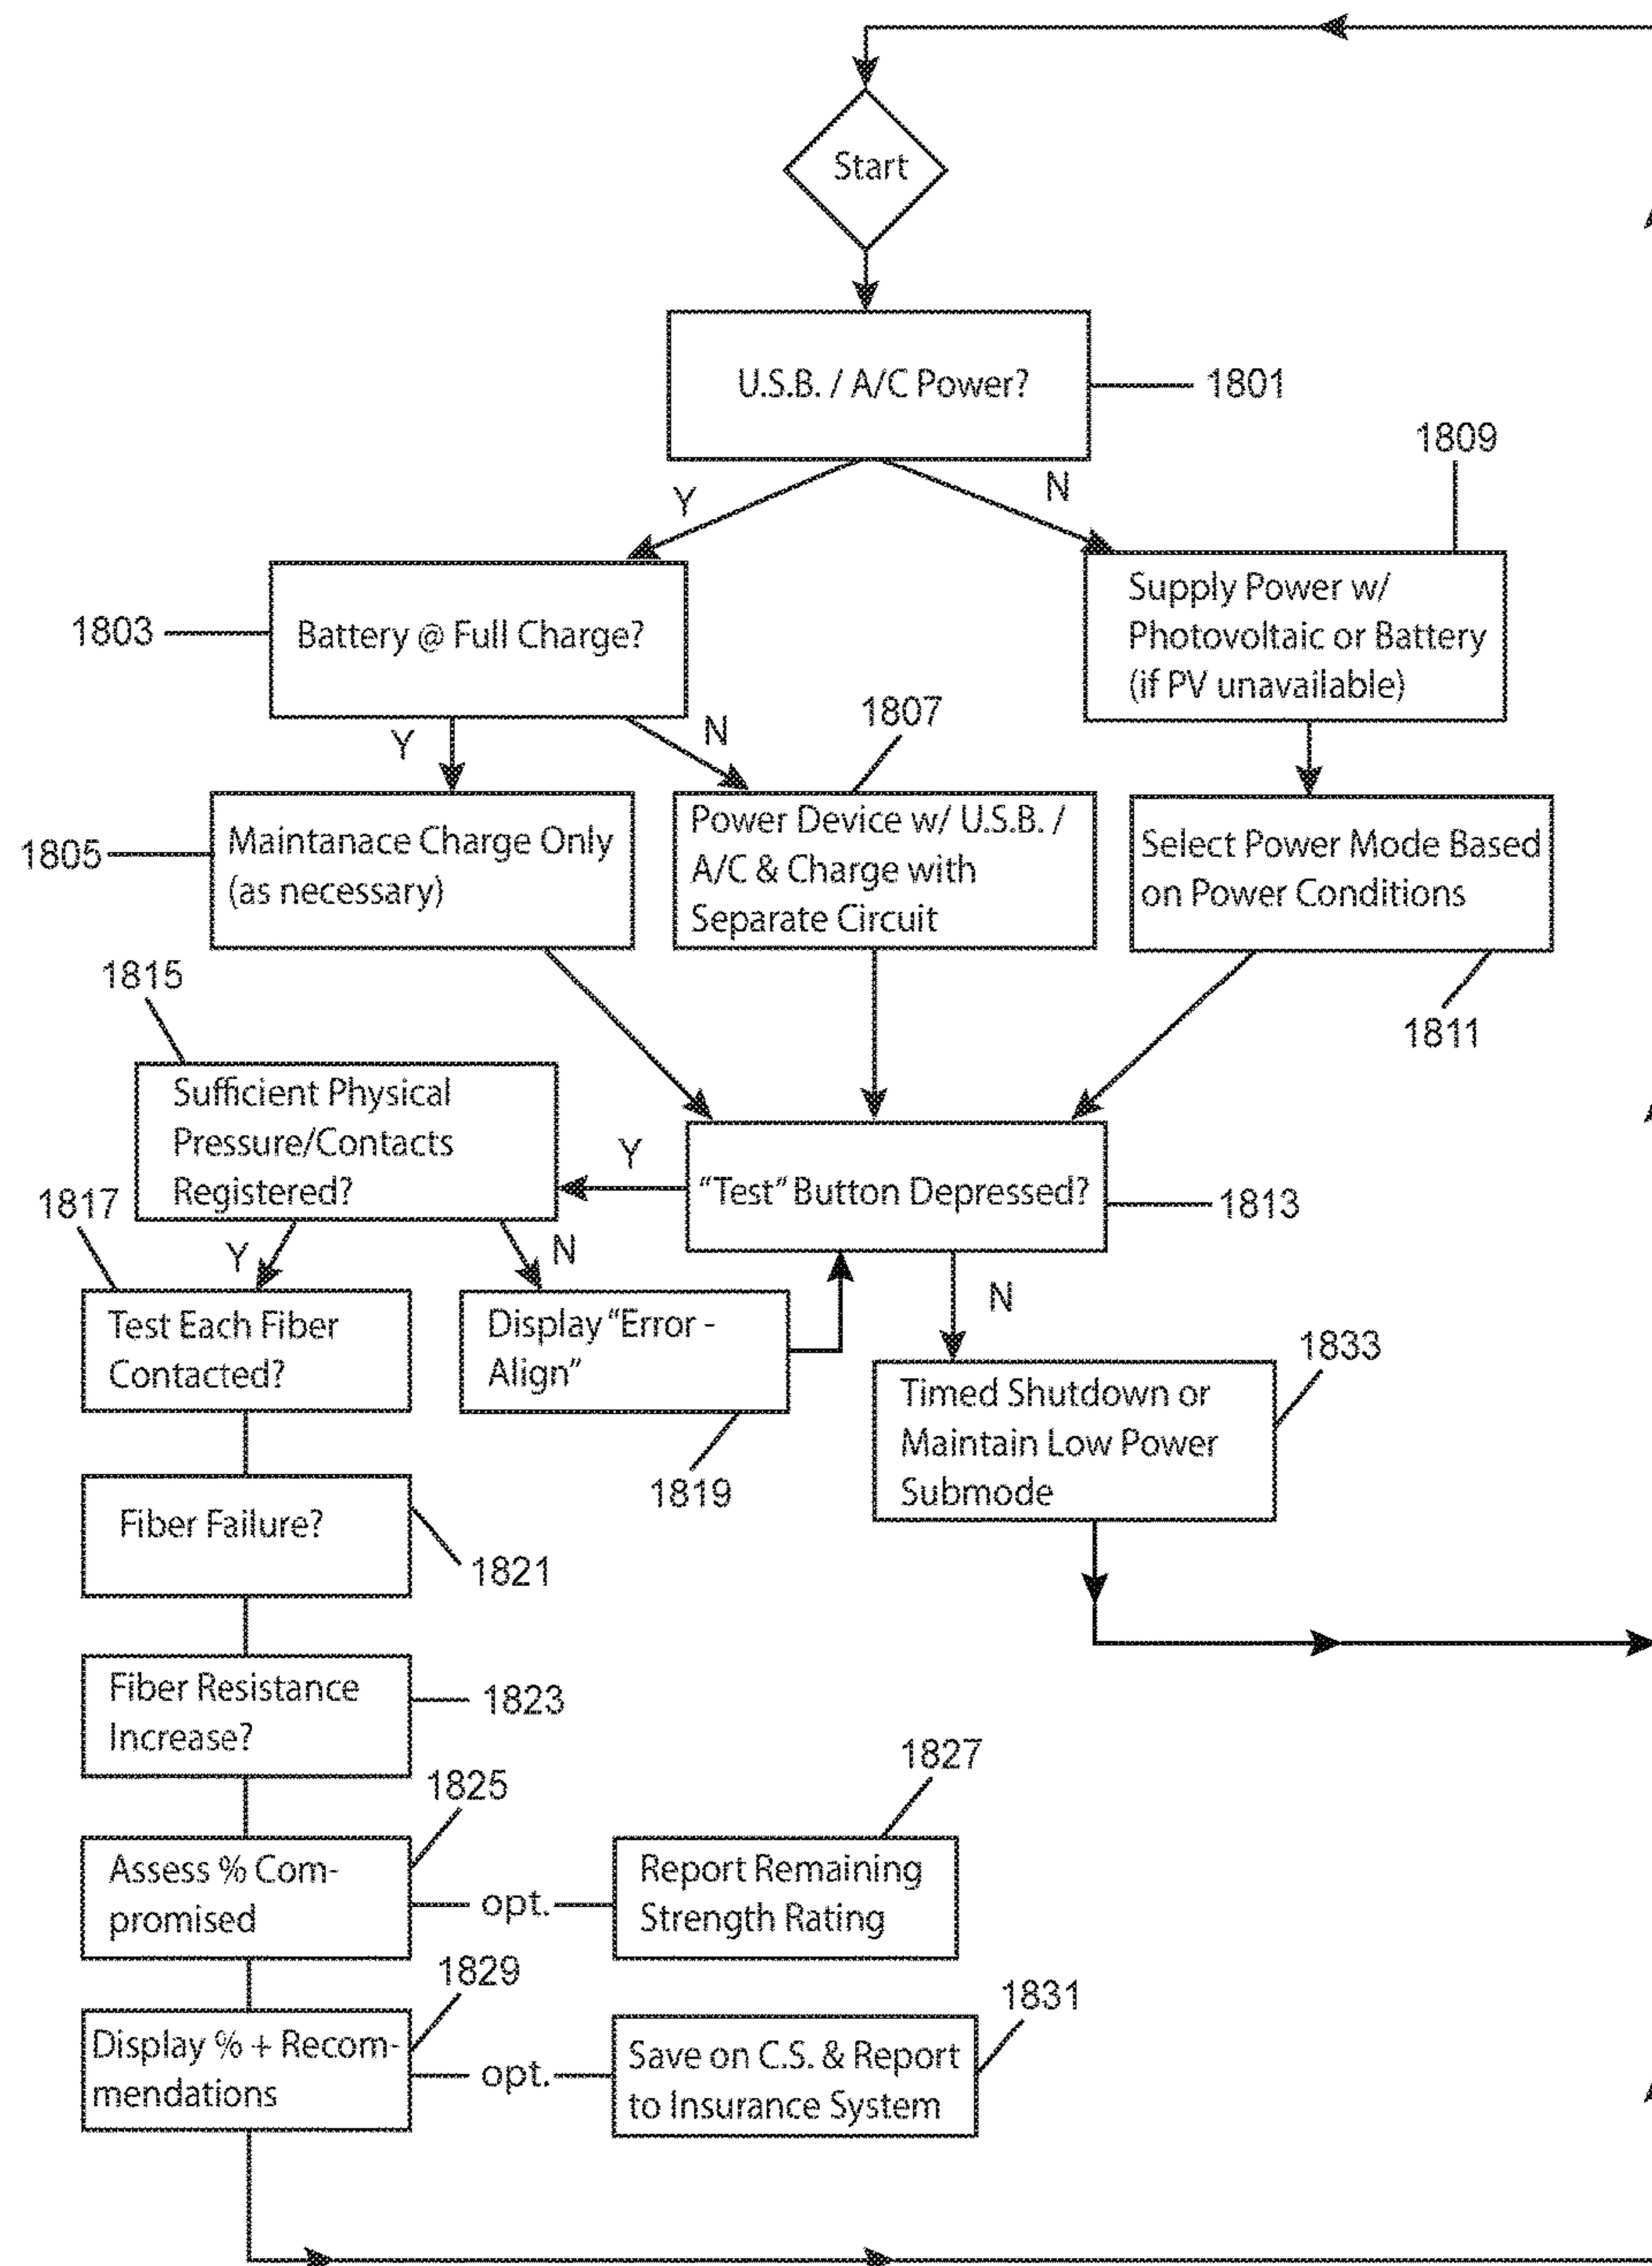 Start
U.S.B. / A/C Power?
1801
1809
Y
N
Supply Power w/
Photovoltaic or Battery
(if PV unavailable)
1803
Battery @ Full Charge?
1807
Y
N
1805
Maintanace Charge Only
(as necessary)
Power Device w/ U.S.B. /
A/C & Charge with
Separate Circuit
Select Power Mode Based
on Power Conditions
1815
1811
Sufficient Physical
Pressure/Contacts
Registered?
Y
"Test" Button Depressed?
1813
1817
Y
N
N
Test Each Fiber
Contacted?
Display "Error -
Align"
1833
Timed Shutdown or
Maintain Low Power
Submode
1819
Fiber Failure?
1821
Fiber Resistance
Increase?
1823
1825
1827
Assess % Com-
promised
opt.
Report Remaining
Strength Rating
1829
1831
Display % + Recom-
mendations
opt.
Save on C.S. & Report
to Insurance System